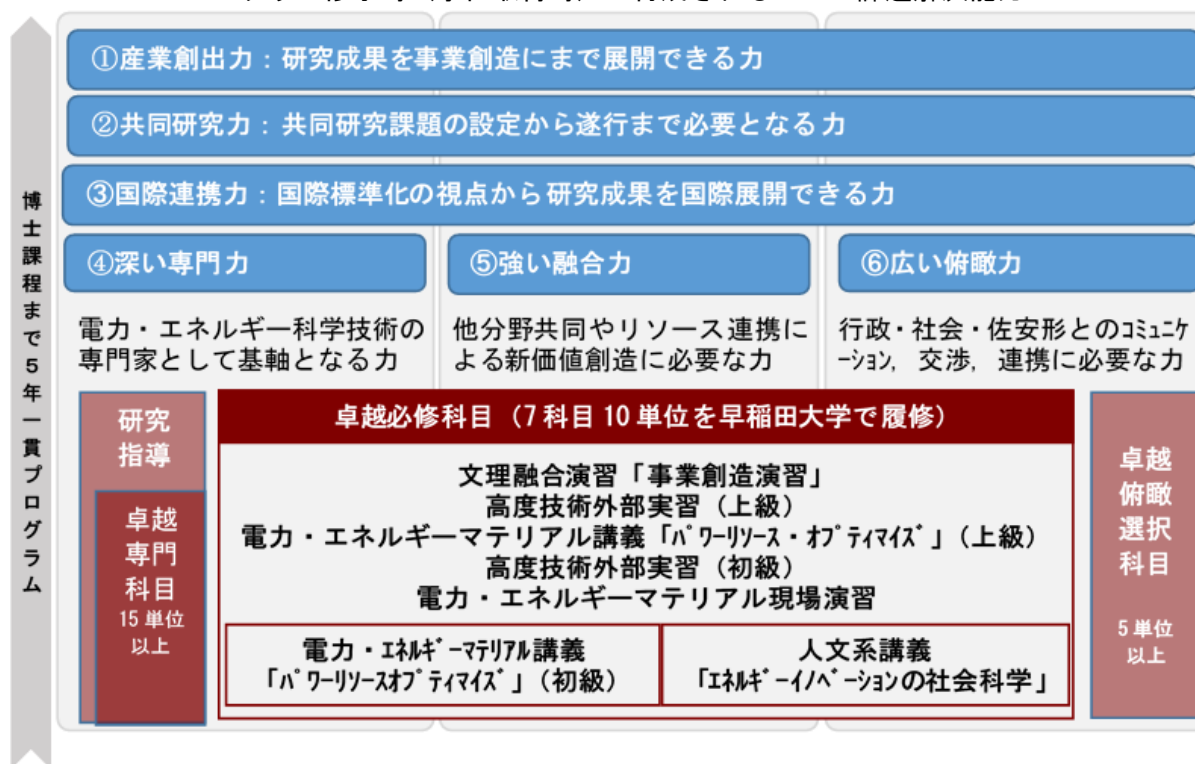 博士課程まで5年一貫プログラム
①産業創出力：研究成果を事業創造にまで展開できる力
②共同研究力：共同研究課題の設定から遂行まで必要となる力
③国際連携力：国際標準化の視点から研究成果を国際展開できる力
④深い専門力
⑤強い融合力
⑥広い俯瞰力
電力・エネルギー科学技術の
専門家として基軸となる力
他分野共同やリソース連携に
よる新価値創造に必要な力
行政・社会・佐安形とのｺﾐｭﾆｹ
ｰｼｮﾝ，交渉，連携に必要な力
研究
指導
卓越
専門
科目
15単位
以上
卓越必修科目（7科目10単位を早稲田大学で履修）
文理融合演習「事業創造演習」
高度技術外部実習（上級）
電力・エネルギーマテリアル講義「ﾊﾟﾜｰﾘｿｰｽ・ｵﾌﾟﾃｨﾏｲｽﾞ」（上級）
高度技術外部実習（初級）
電力・エネルギーマテリアル現場演習
電力・ｴﾈﾙｷﾞｰﾏﾃﾘｱﾙ講義
「ﾊﾟﾜｰﾘｿｰｽｵﾌﾟﾃｨﾏｲｽﾞ」（初級）
人文系講義
「ｴﾈﾙｷﾞｰｲﾉﾍﾞｰｼｮﾝの社会科学」
卓越
俯瞰
選択
科目
5単位
以上